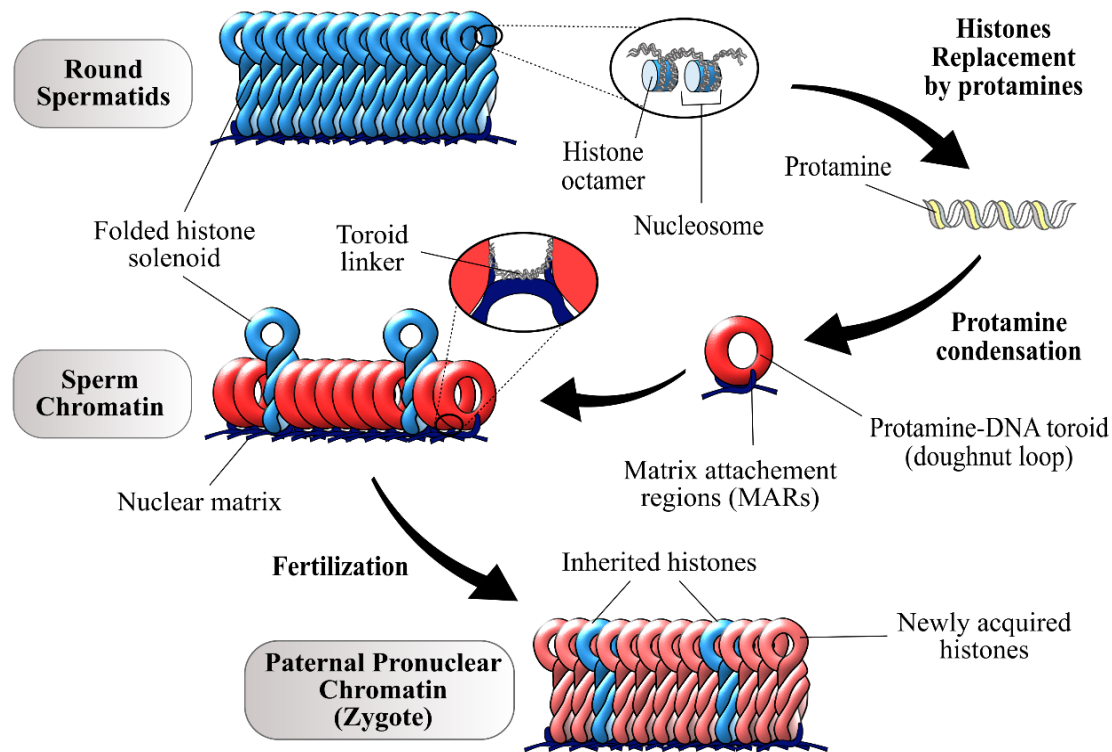 Round
Spermatids
Histone
octamer
Nucleosome
Histones
Replacement
by protamines
Protamine
Folded histone
solenoid
Toroid
linker
Protamine
condensation
Sperm
Chromatin
Protamine-DNA toroid
(doughnut loop)
Matrix attachement
regions (MARs)
Nuclear matrix
Fertilization
Inherited histones
Newly acquired
histones
Paternal Pronuclear
Chromatin
(Zygote)